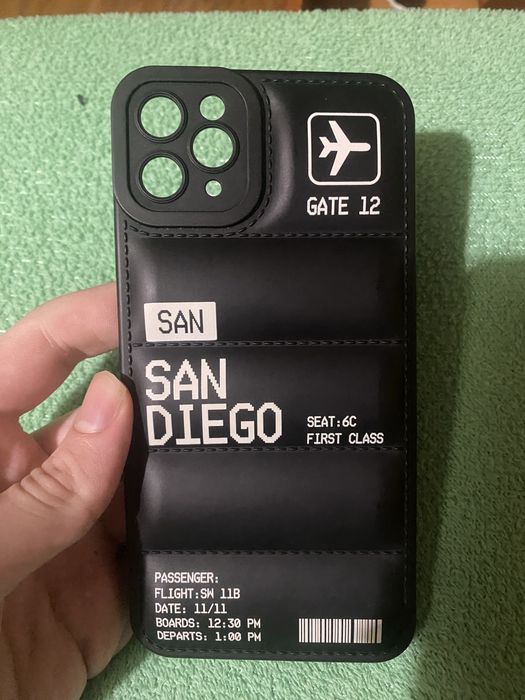 GATE 12
SAN
SAN
DIEGO
SEAT:6C
FIRST CLASS
PASSENGER:
FLIGHT:SW 11B
DATE: 11/11
BOARDS: 12:30 PM
DEPARTS: 1:00 PM